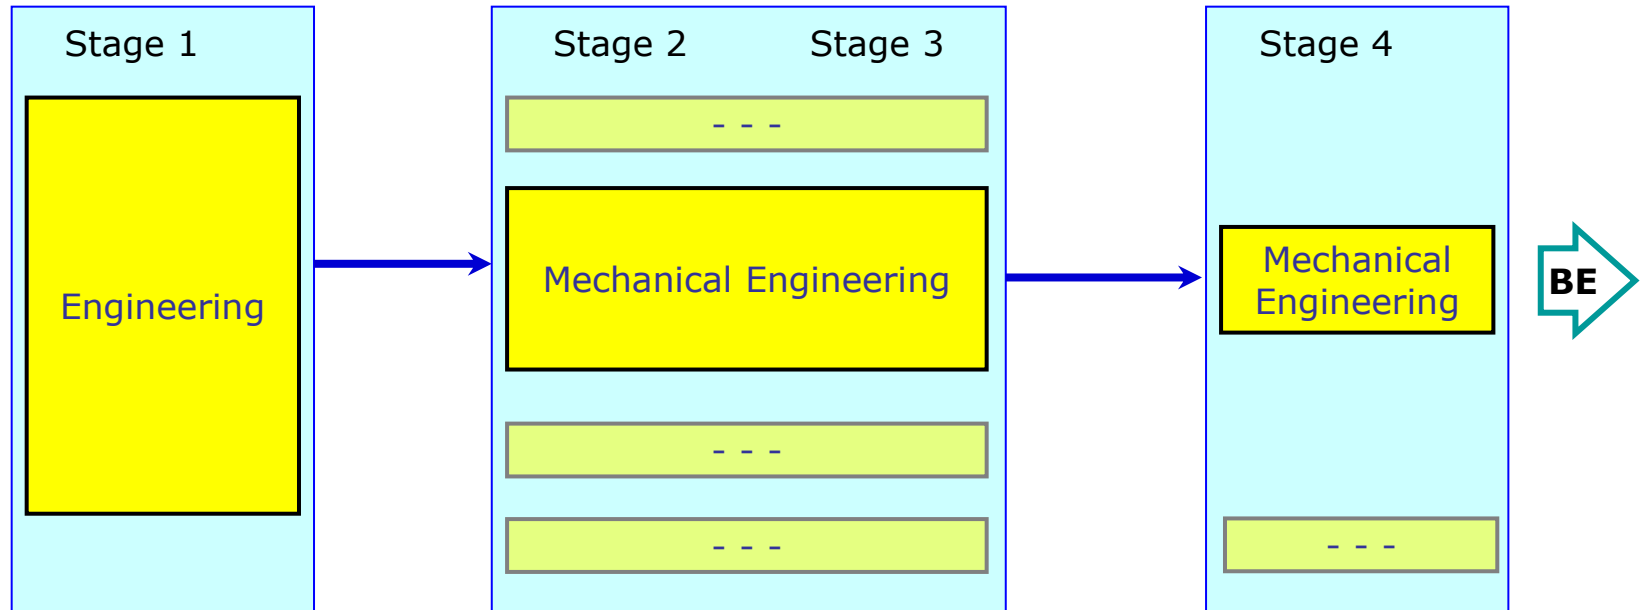 Stage 1
Stage 2
Stage 3
Stage 4
- - -
Engineering
Mechanical Engineering
Mechanical
Engineering
BE
- - -
- - -
- - -